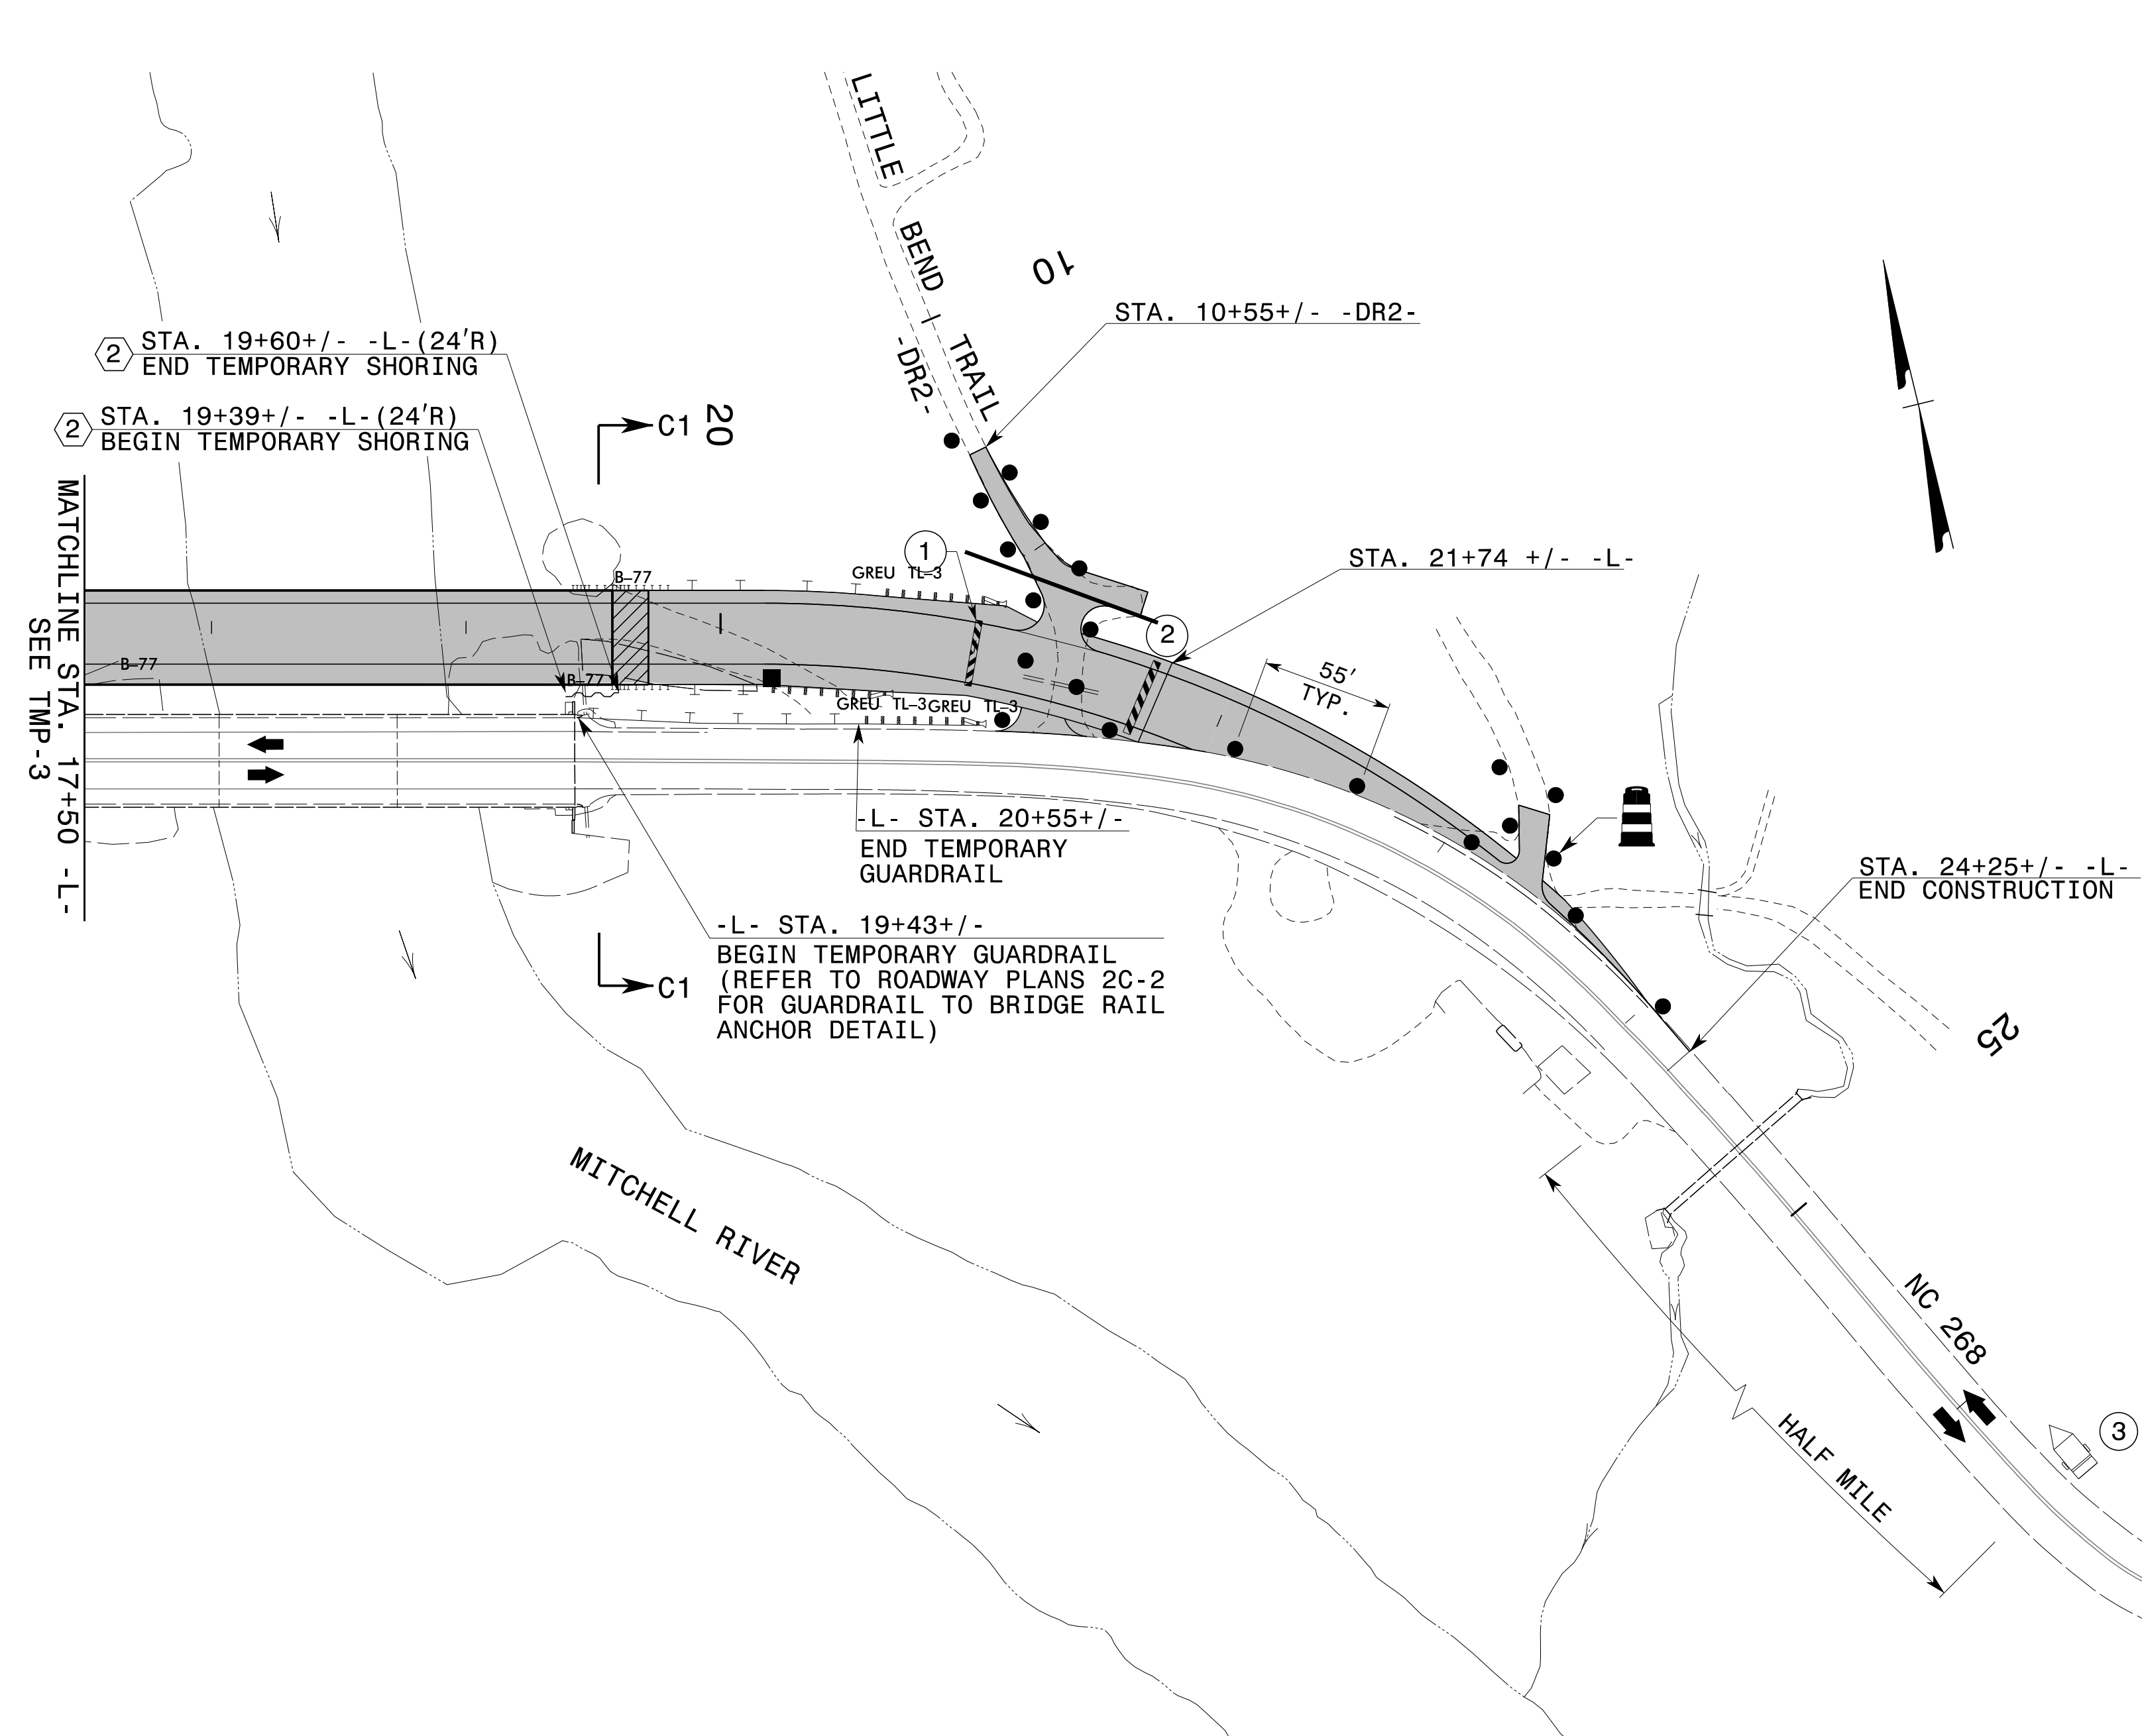 LITTLE BEND TRAIL
-DR2-
10
STA. 10+55+/- -DR2-
2
STA. 19+60+/- -L-(24'R)
END TEMPORARY SHORING
2
STA. 19+39+/- -L-(24'R)
BEGIN TEMPORARY SHORING
C1
20
MATCHLINE STA. 17+50 -L-
SEE TMP-3
1
B-77
GREU TL-3
STA. 21+74 +/- -L-
2
55'
TYP.
B-77
B-77
GREU TL-3
GREU TL-3
-L- STA. 20+55+/-
END TEMPORARY
GUARDRAIL
STA. 24+25+/- -L-
END CONSTRUCTION
-L- STA. 19+43+/-
BEGIN TEMPORARY GUARDRAIL
(REFER TO ROADWAY PLANS 2C-2
FOR GUARDRAIL TO BRIDGE RAIL
ANCHOR DETAIL)
C1
25
MITCHELL RIVER
NC 268
HALF MILE
3